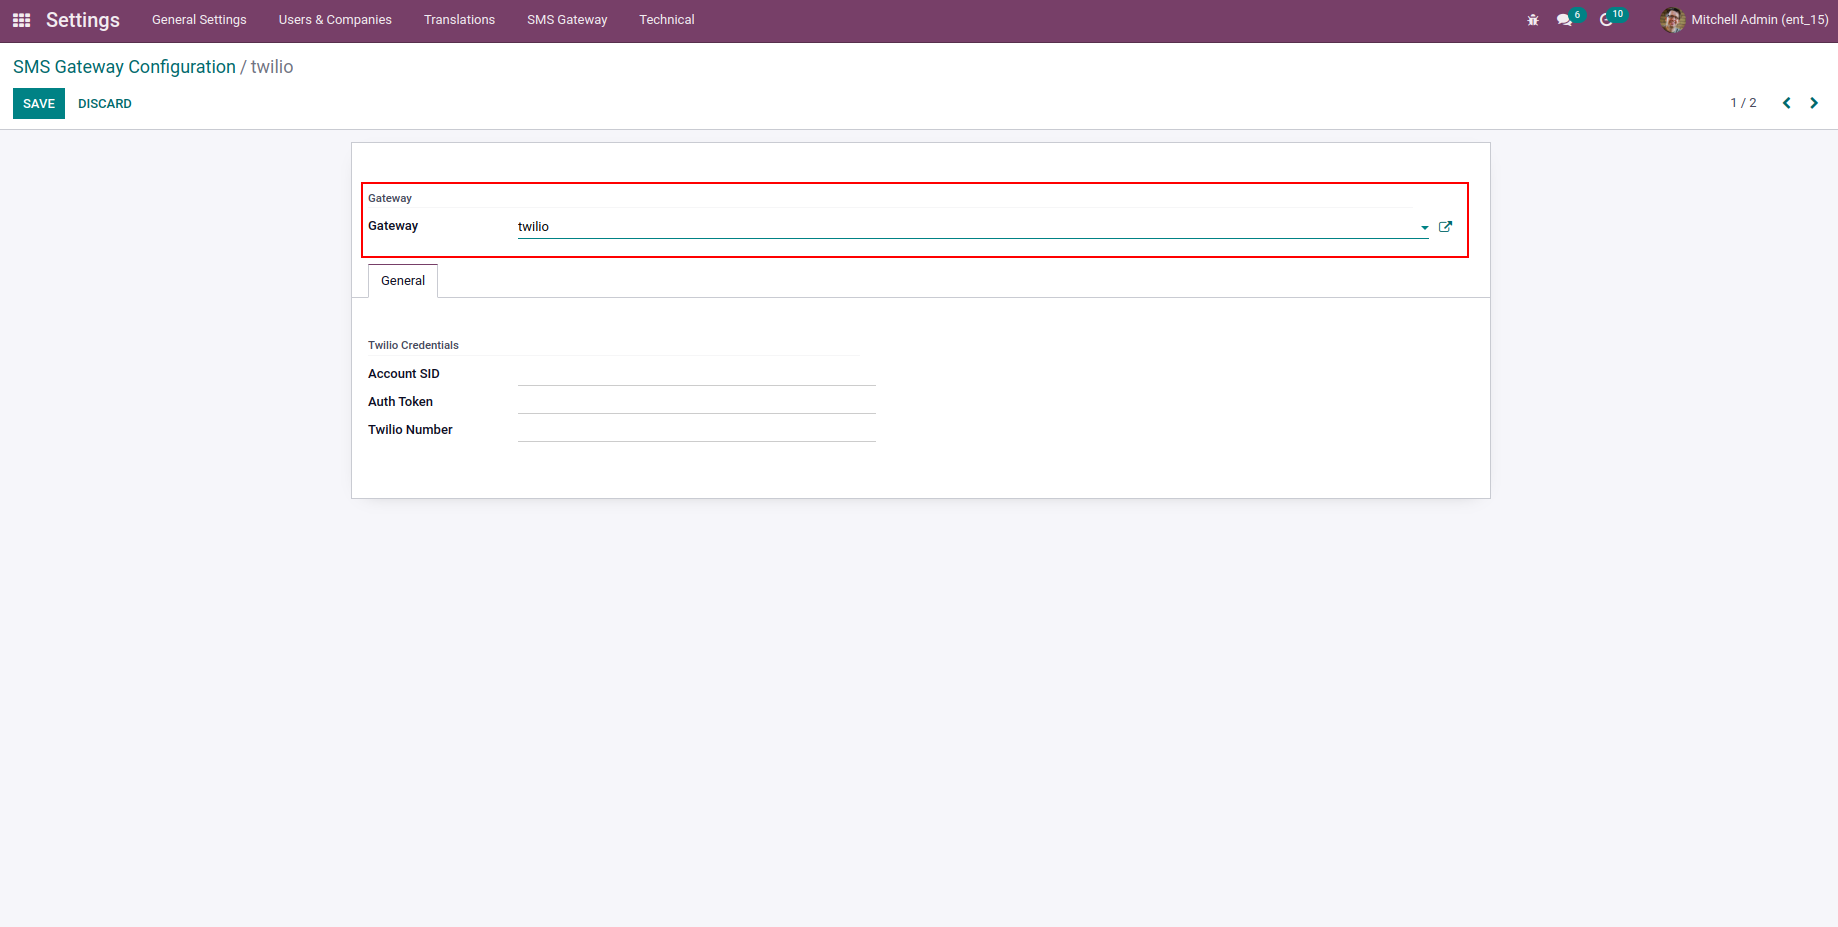 Settings General Settings Users & Companies Translations SMS Gateway Technical 6 10 Mitchell Admin (ent_15)
SMS Gateway Configuration / twilio
SAVE DISCARD 1 / 2
Gateway
Gateway twilio
General
Twilio Credentials
Account SID
Auth Token
Twilio Number